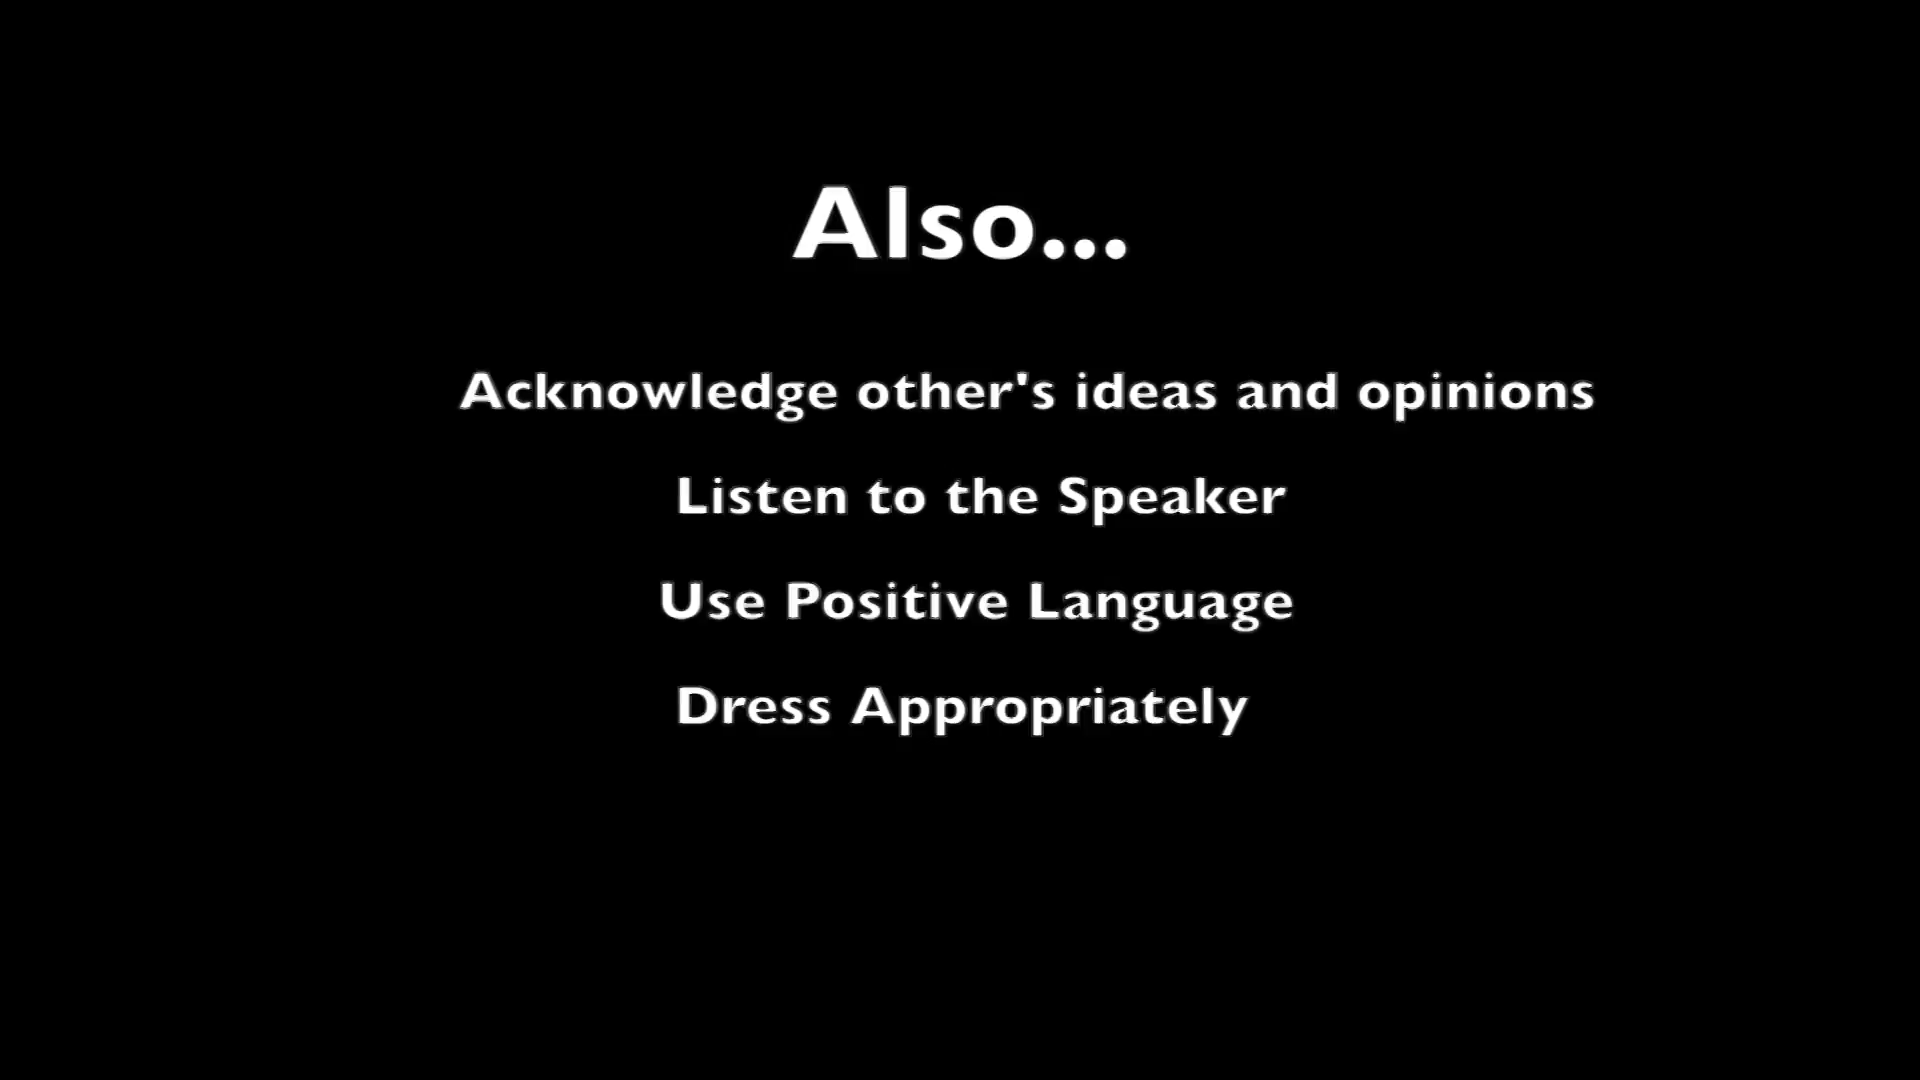 Also...
Acknowledge other's ideas and opinions
Listen to the Speaker
Use Positive Language
Dress Appropriately